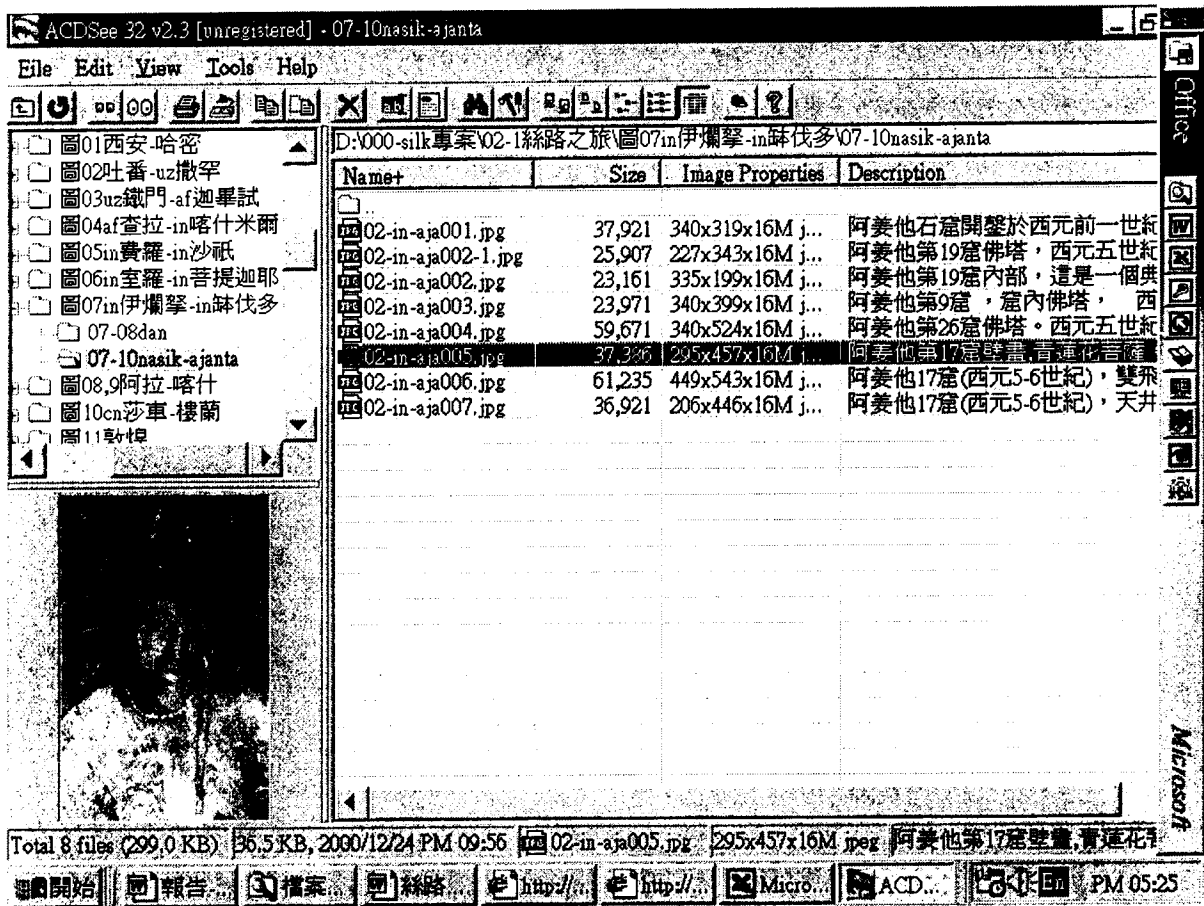 ACDSee 32 v2.3 [unregistered] - 07-10nasik-ajanta
File Edit View Tools Help
Office
圖01西安-哈密
圖02吐番-uz撒罕
圖03uz鐵門-af迦畢試
圖04af查拉-in喀什米爾
圖05in費羅-in沙祇
圖06in室羅-in菩提迦耶
圖07in伊爛拏-in缽伐多
07-08dan
07-10nasik-ajanta
圖08,9阿拉-喀什
圖10cn莎車-樓蘭
圖11敦煌
D:\000-silk專案\02-1絲路之旅\圖07in伊爛拏-in缽伐多\07-10nasik-ajanta
Name+ Size Image Properties Description
..
02-in-aja001.jpg 37,921 340x319x16M j... 阿姜他石窟開鑿於西元前一世紀
02-in-aja002-1.jpg 25,907 227x343x16M j... 阿姜他第19窟佛塔，西元五世紀
02-in-aja002.jpg 23,161 335x199x16M j... 阿姜他第19窟內部，這是一個典
02-in-aja003.jpg 23,971 340x399x16M j... 阿姜他第9窟 ，窟內佛塔， 西
02-in-aja004.jpg 59,671 340x524x16M j... 阿姜他第26窟佛塔。西元五世紀
02-in-aja005.jpg 37,386 295x457x16M j... 阿姜他第17窟壁畫,青蓮花菩薩
02-in-aja006.jpg 61,235 449x543x16M j... 阿姜他17窟(西元5-6世紀)，雙飛
02-in-aja007.jpg 36,921 206x446x16M j... 阿姜他17窟(西元5-6世紀)，天井
Microsoft
Total 8 files (299.0 KB) 36.5 KB, 2000/12/24 PM 09:56 02-in-aja005.jpg 295x457x16M jpeg 阿姜他第17窟壁畫,青蓮花菩
開始 報告... 檔案... 絲路... http://... http://... Micro... ACD... En PM 05:25